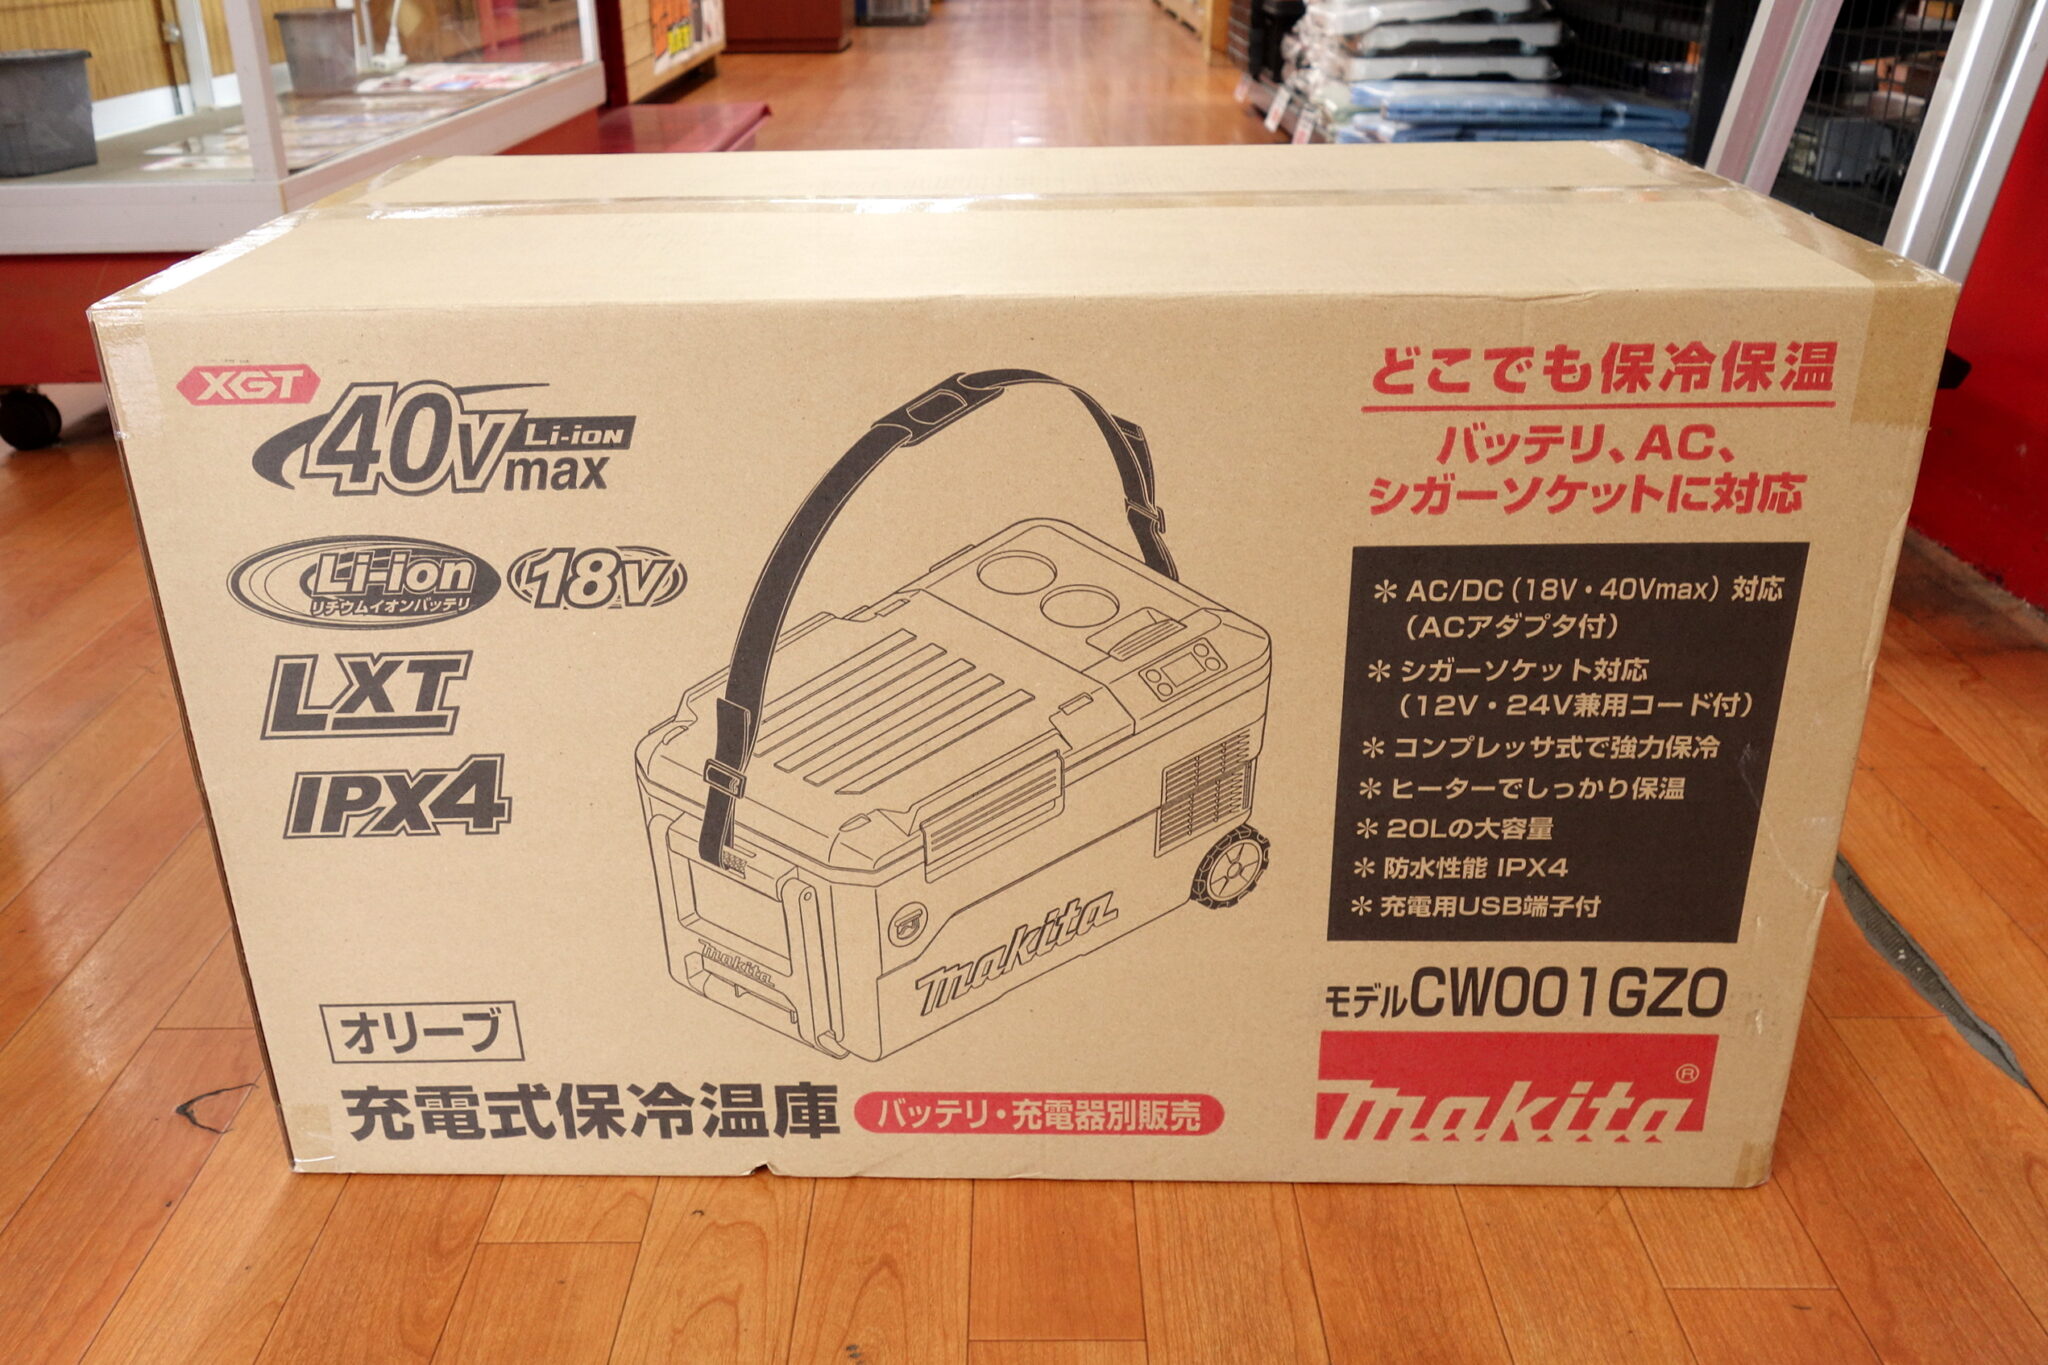 XGT
40Vmax Li-ion
Li-ion 18V
リチウムイオンバッテリ
LXT
IPX4
makita
makita
オリーブ
充電式保冷温庫 バッテリ・充電器別販売
どこでも保冷保温
バッテリ、AC、
シガーソケットに対応
＊AC/DC（18V・40Vmax）対応
（ACアダプタ付）
＊シガーソケット対応
（12V・24V兼用コード付）
＊コンプレッサ式で強力保冷
＊ヒーターでしっかり保温
＊20Lの大容量
＊防水性能 IPX4
＊充電用USB端子付
モデルCW001GZO
makita®